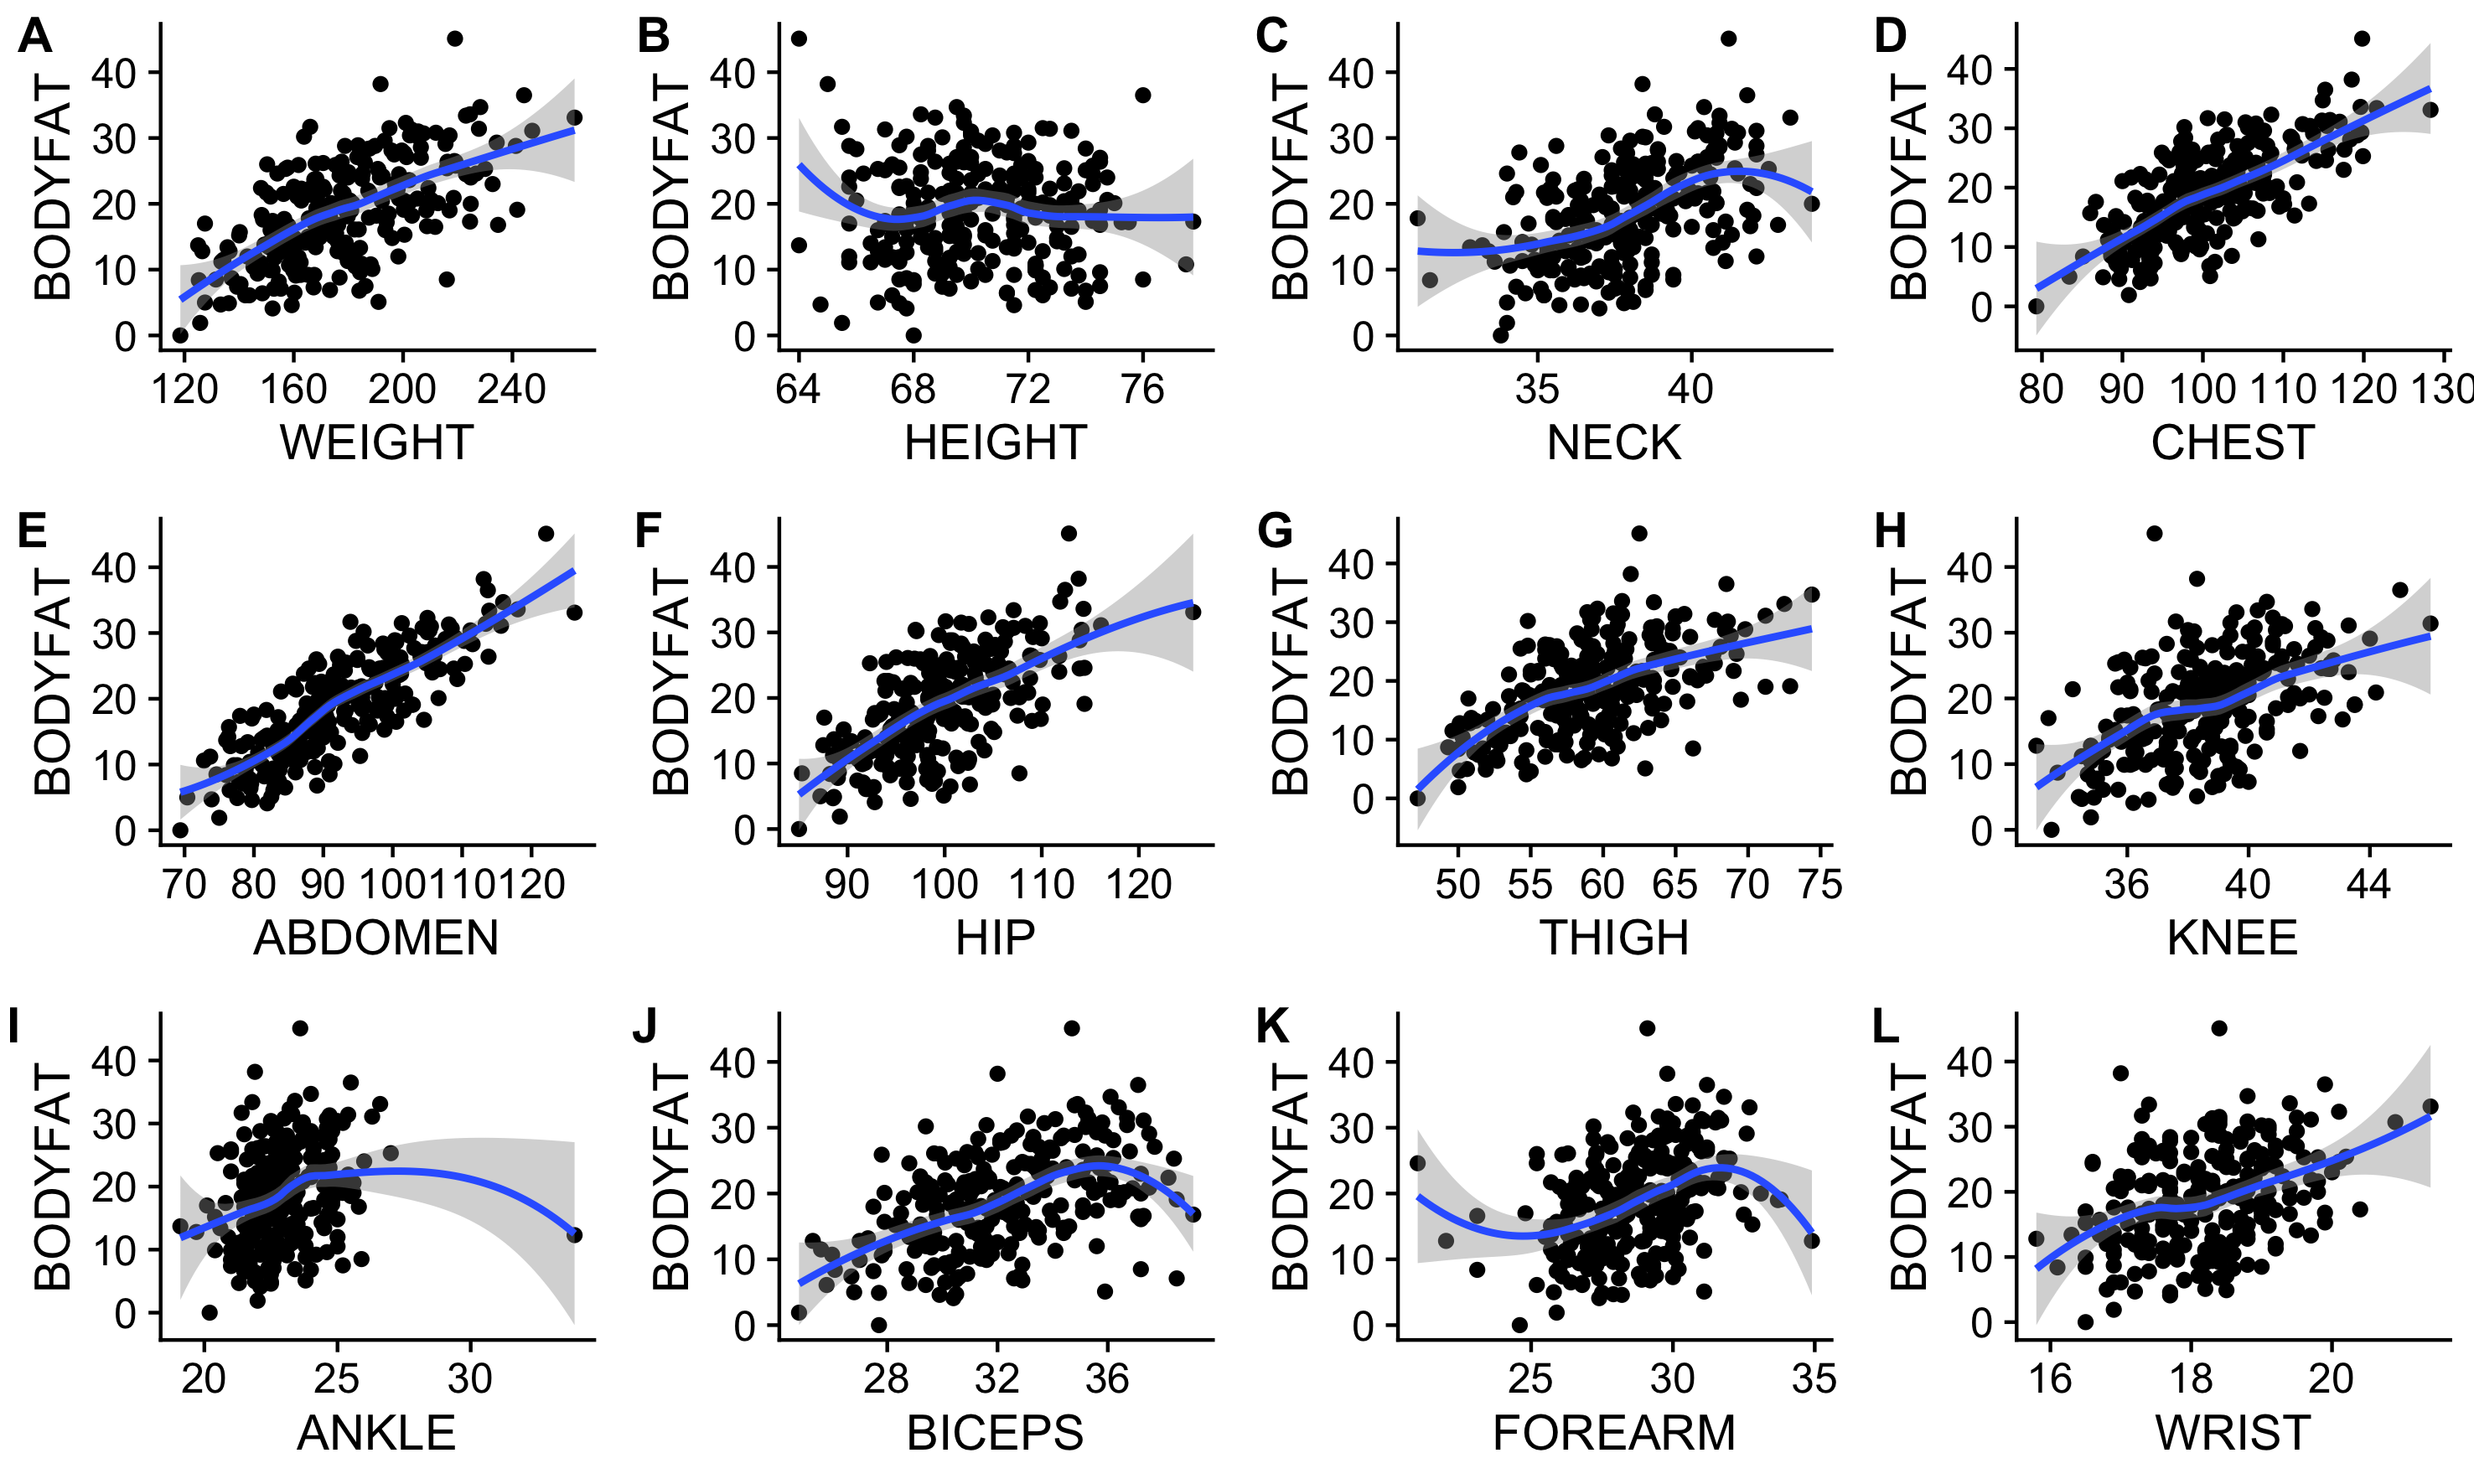 A
BODYFAT
40
30
20
10
0
120 160 200 240
WEIGHT
B
BODYFAT
40
30
20
10
0
64 68 72 76
HEIGHT
C
BODYFAT
40
30
20
10
0
35 40
NECK
D
BODYFAT
40
30
20
10
0
80 90 100 110 120 130
CHEST
E
BODYFAT
40
30
20
10
0
70 80 90 100 110 120
ABDOMEN
F
BODYFAT
40
30
20
10
0
90 100 110 120
HIP
G
BODYFAT
40
30
20
10
0
50 55 60 65 70 75
THIGH
H
BODYFAT
40
30
20
10
0
36 40 44
KNEE
I
BODYFAT
40
30
20
10
0
20 25 30
ANKLE
J
BODYFAT
40
30
20
10
0
28 32 36
BICEPS
K
BODYFAT
40
30
20
10
0
25 30 35
FOREARM
L
BODYFAT
40
30
20
10
0
16 18 20
WRIST